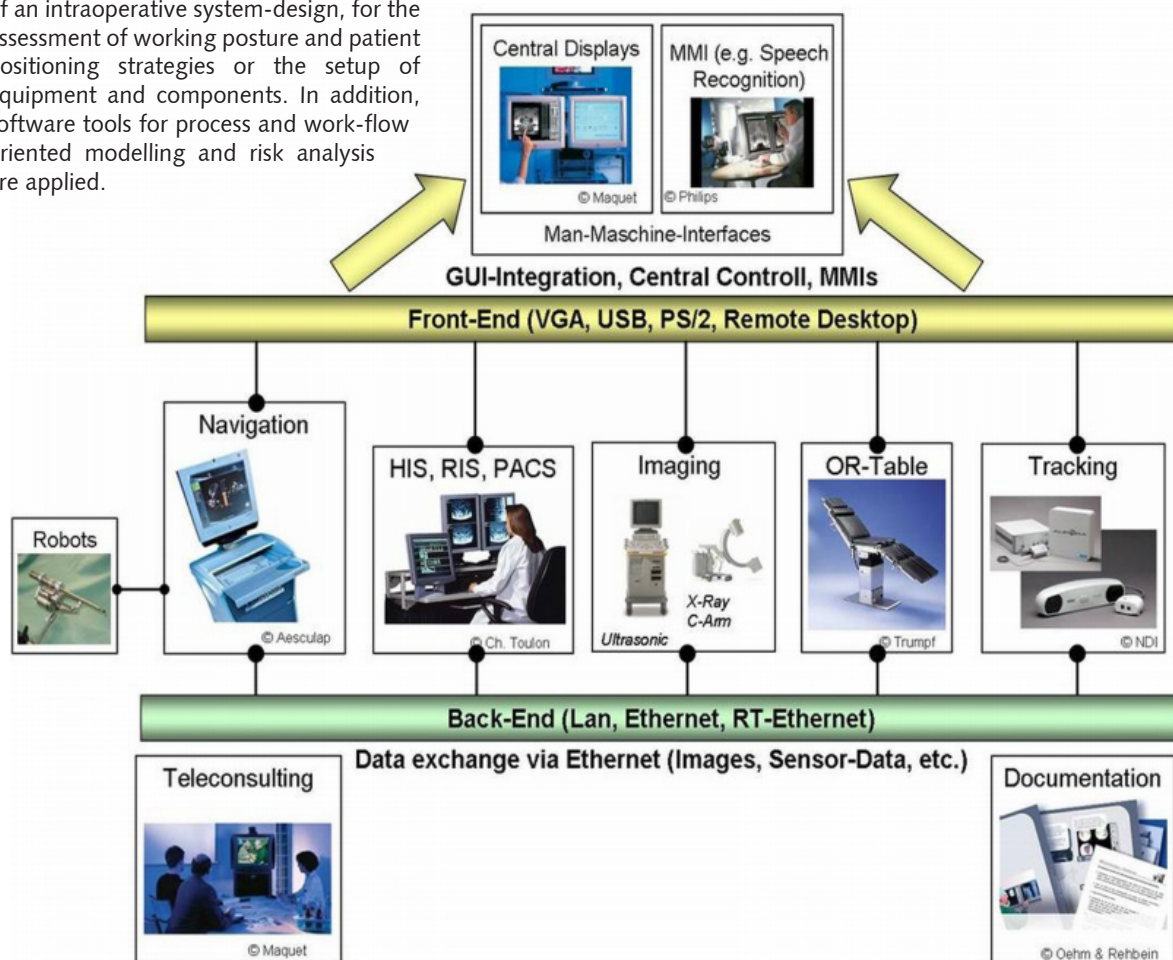 f an intraoperative system-design, for the
ssessment of working posture and patient
ositioning strategies or the setup of
quipment and components. In addition,
oftware tools for process and work-flow
riented modelling and risk analysis
re applied.
Central Displays
© Maquet
MMI (e.g. Speech
Recognition)
© Philips
Man-Maschine-Interfaces
GUI-Integration, Central Controll, MMIs
Front-End (VGA, USB, PS/2, Remote Desktop)
Robots
Navigation
© Aesculap
HIS, RIS, PACS
© Ch. Toulon
Imaging
X-Ray
C-Arm
Ultrasonic
OR-Table
© Trumpf
Tracking
© NDI
Back-End (Lan, Ethernet, RT-Ethernet)
Data exchange via Ethernet (Images, Sensor-Data, etc.)
Teleconsulting
© Maquet
Documentation
© Oehm & Rehbein